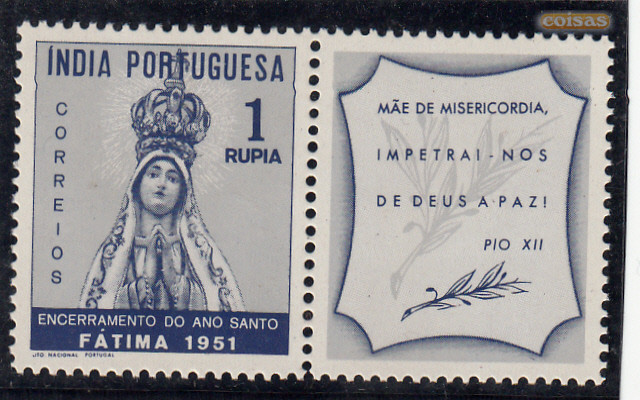 ÍNDIA PORTUGUESA
CORREIOS
1
RUPIA
ENCERRAMENTO DO ANO SANTO
FÁTIMA 1951
NACIONAL PORTUGAL
MÃE DE MISERICORDIA,
IMPETRAI-NOS
DE DEUS A PAZ!
PIO XII
coisas